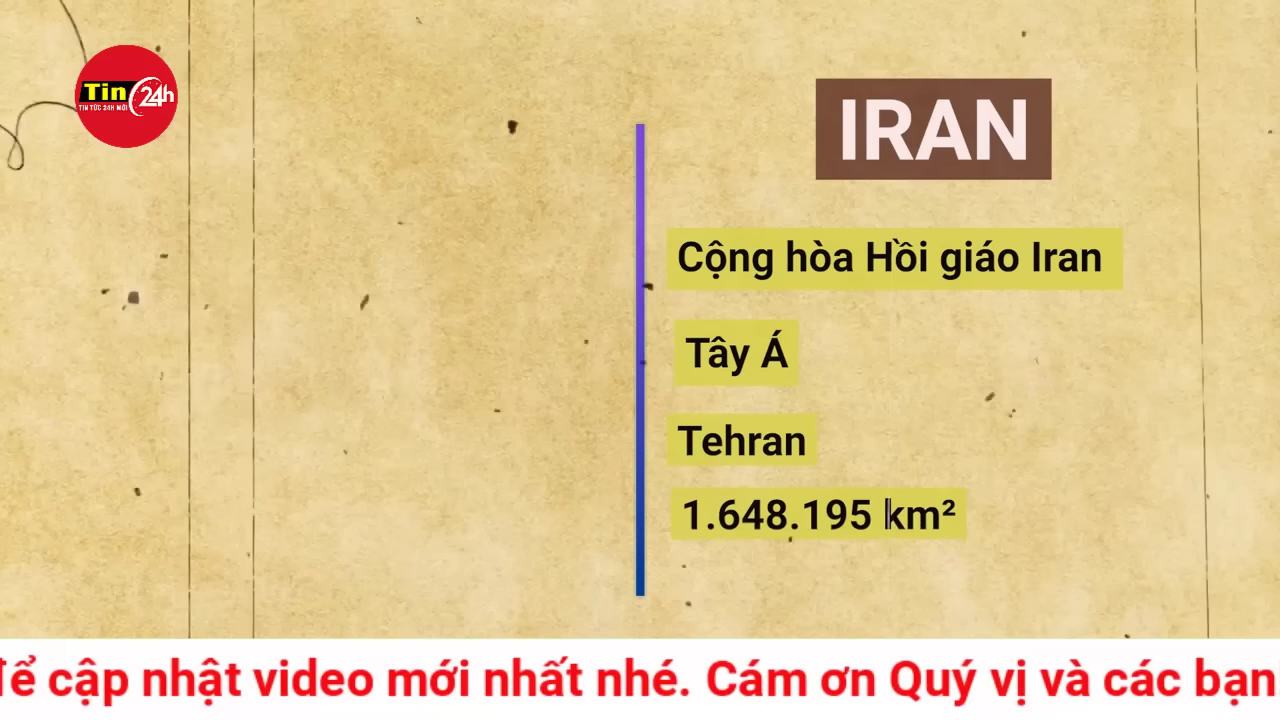 Tin 24h
TIN TỨC 24H MỚI
IRAN
Cộng hòa Hồi giáo Iran
Tây Á
Tehran
1.648.195 km²
để cập nhật video mới nhất nhé. Cám ơn Quý vị và các bạn